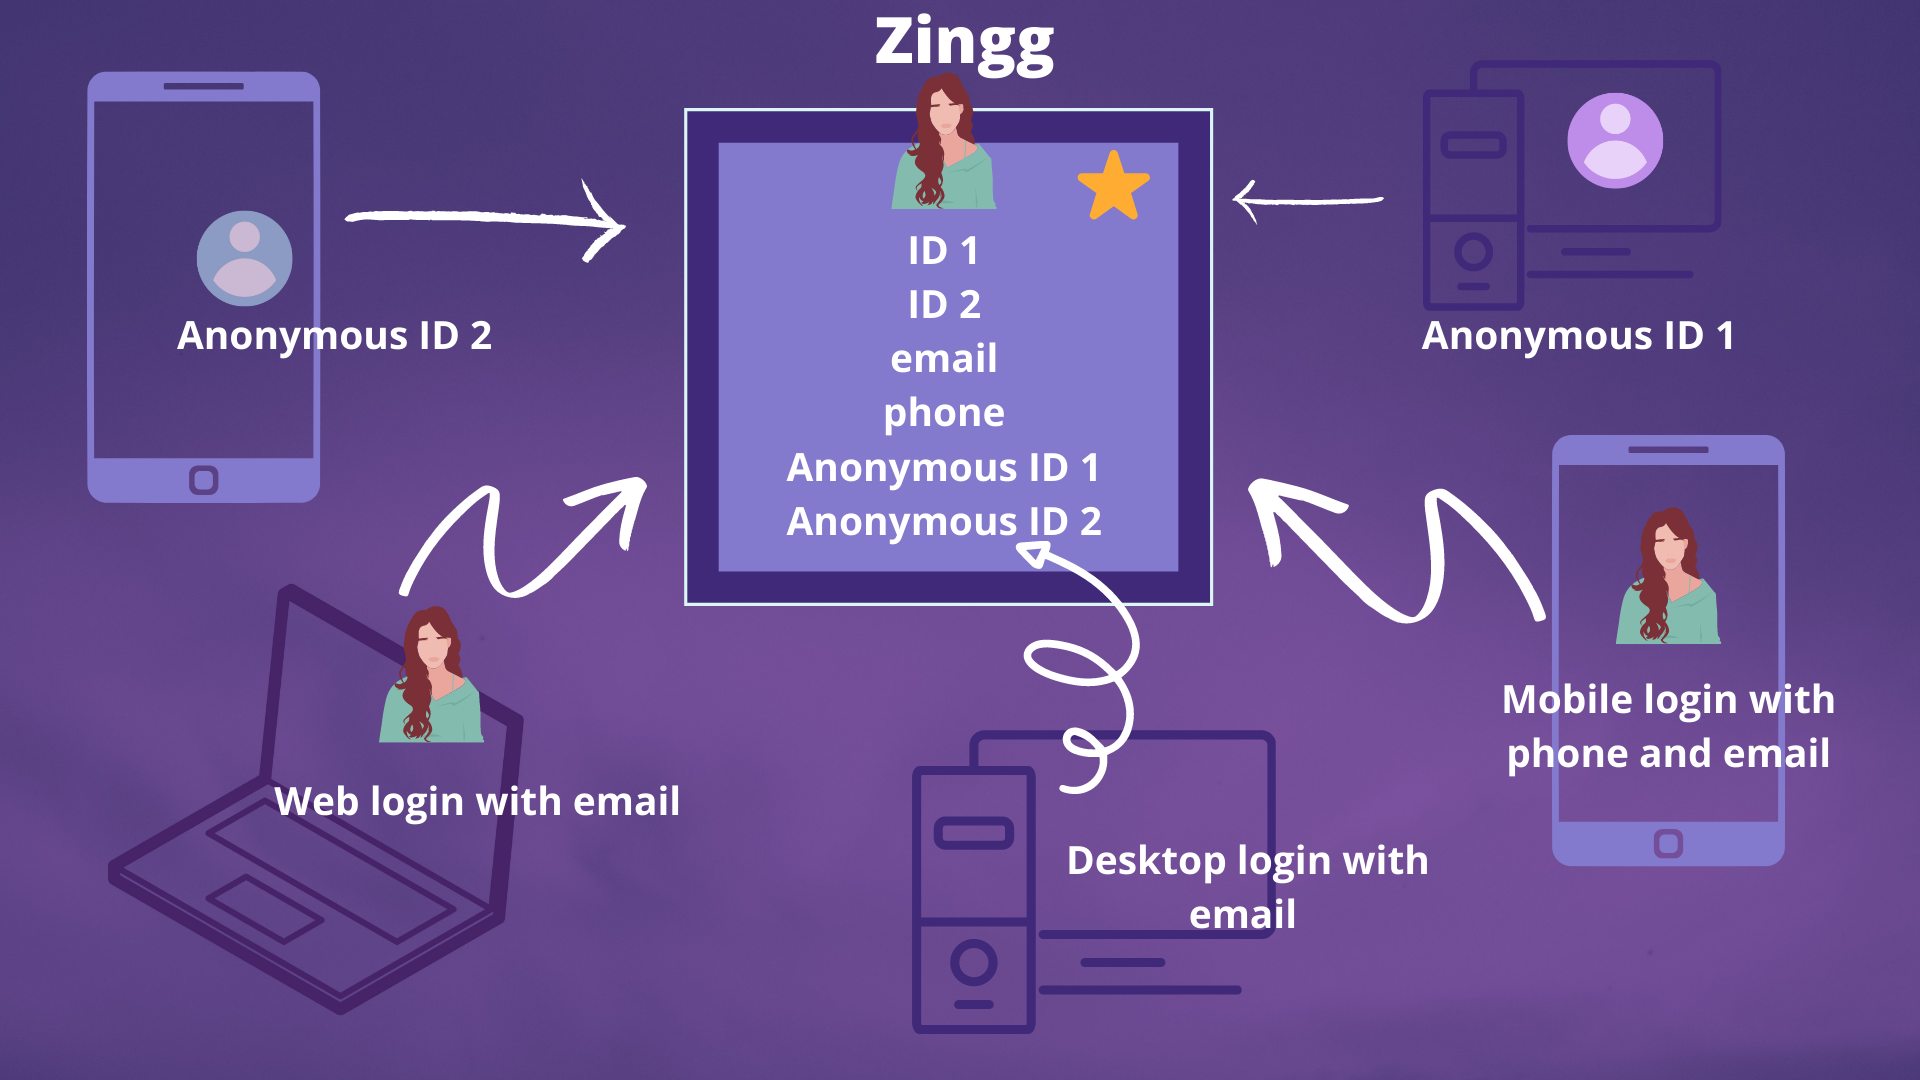 Zingg
ID 1
ID 2
email
phone
Anonymous ID 1
Anonymous ID 2
Anonymous ID 2
Anonymous ID 1
Web login with email
Mobile login with
phone and email
Desktop login with
email